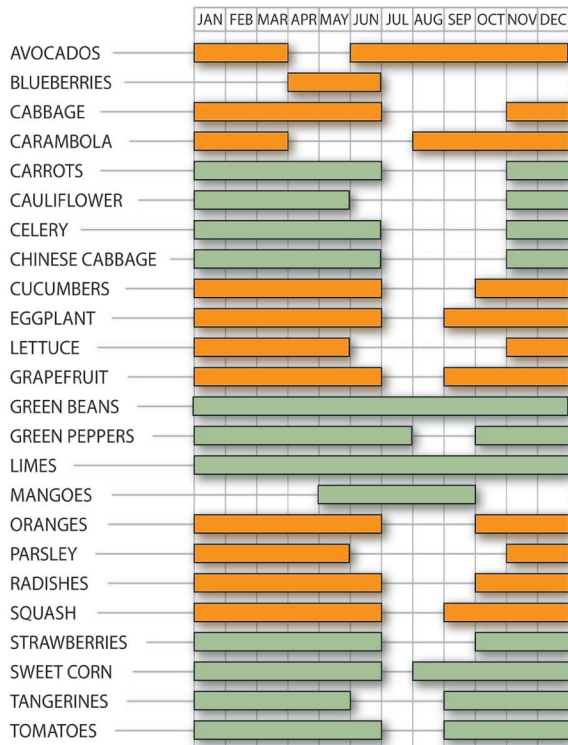 JAN FEB MAR APR MAY JUN JUL AUG SEP OCT NOV DEC
AVOCADOS
BLUEBERRIES
CABBAGE
CARAMBOLA
CARROTS
CAULIFLOWER
CELERY
CHINESE CABBAGE
CUCUMBERS
EGGPLANT
LETTUCE
GRAPEFRUIT
GREEN BEANS
GREEN PEPPERS
LIMES
MANGOES
ORANGES
PARSLEY
RADISHES
SQUASH
STRAWBERRIES
SWEET CORN
TANGERINES
TOMATOES